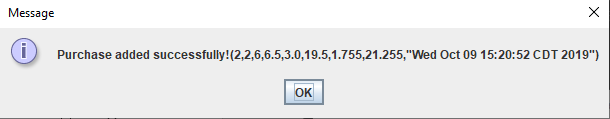 Message
Purchase added successfully!(2,2,6,6.5,3.0,19.5,1.755,21.255,"Wed Oct 09 15:20:52 CDT 2019")
OK